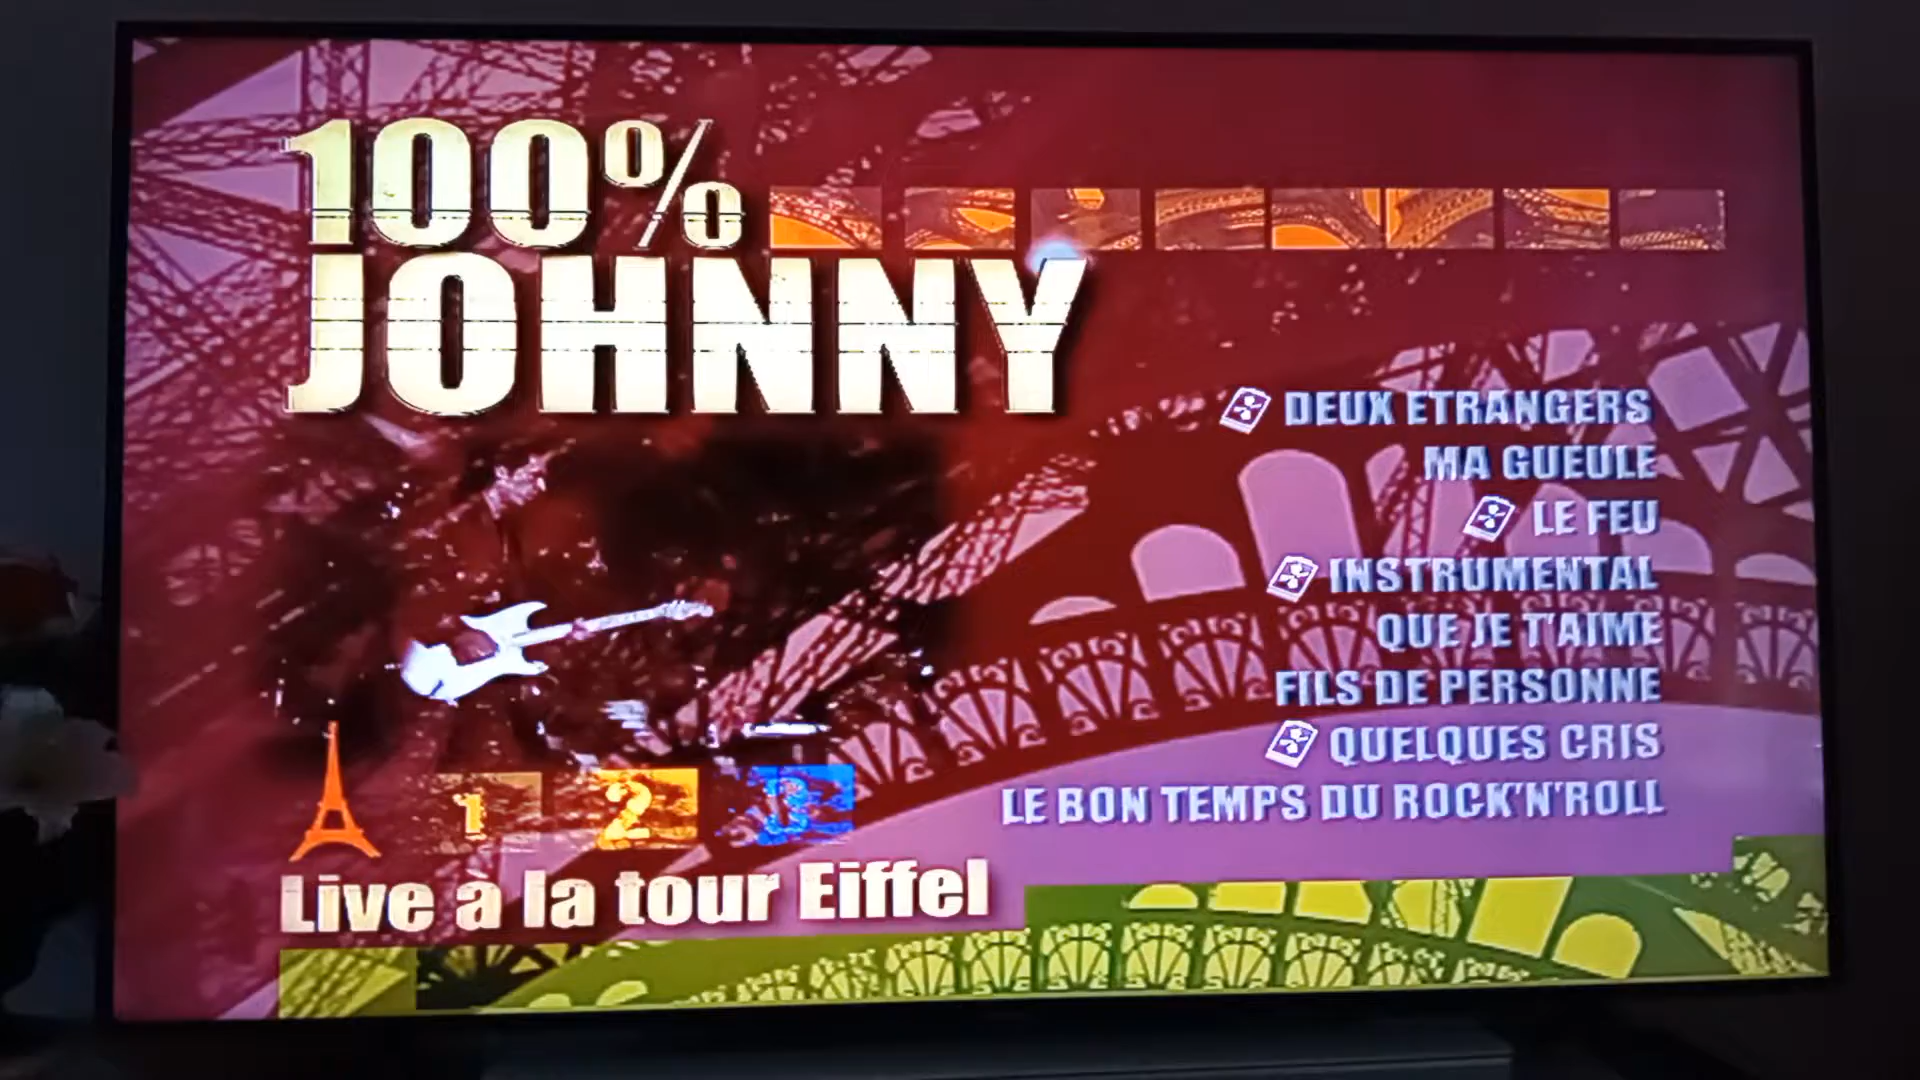 100%
JOHNNY
DEUX ETRANGERS
MA GUEULE
LE FEU
INSTRUMENTAL
QUE JE T'AIME
FILS DE PERSONNE
QUELQUES CRIS
LE BON TEMPS DU ROCK'N'ROLL
1 2 3
Live a la tour Eiffel